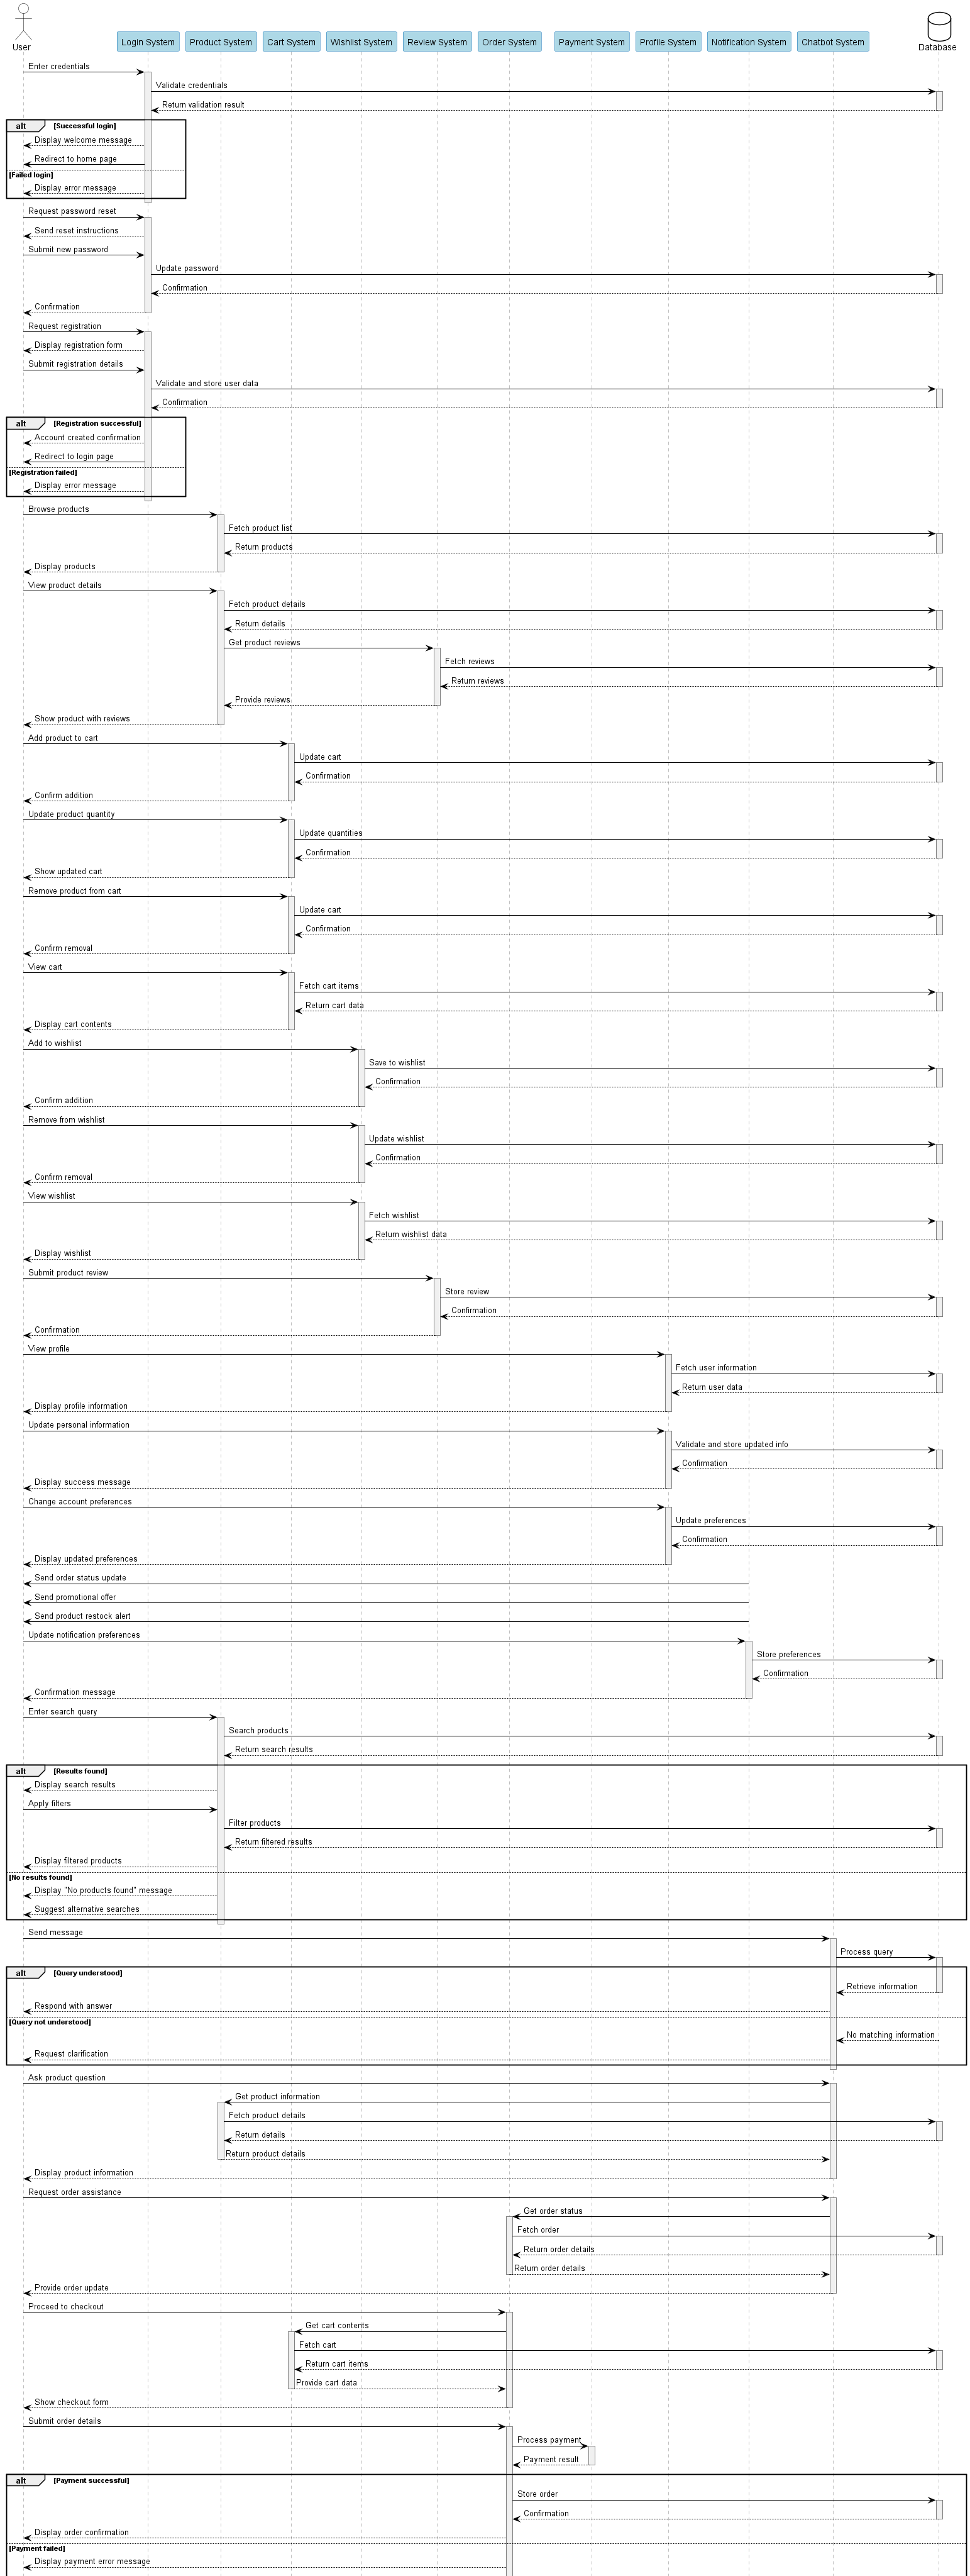 User
Login System
Product System
Cart System
Wishlist System
Review System
Order System
Payment System
Profile System
Notification System
Chatbot System
Database
Enter credentials
Validate credentials
Return validation result
alt [Successful login]
Display welcome message
Redirect to home page
[Failed login]
Display error message
Request password reset
Send reset instructions
Submit new password
Update password
Confirmation
Confirmation
Request registration
Display registration form
Submit registration details
Validate and store user data
Confirmation
alt [Registration successful]
Account created confirmation
Redirect to login page
[Registration failed]
Display error message
Browse products
Fetch product list
Return products
Display products
View product details
Fetch product details
Return details
Get product reviews
Fetch reviews
Return reviews
Provide reviews
Show product with reviews
Add product to cart
Update cart
Confirmation
Confirm addition
Update product quantity
Update quantities
Confirmation
Show updated cart
Remove product from cart
Update cart
Confirmation
Confirm removal
View cart
Fetch cart items
Return cart data
Display cart contents
Add to wishlist
Save to wishlist
Confirmation
Confirm addition
Remove from wishlist
Update wishlist
Confirmation
Confirm removal
View wishlist
Fetch wishlist
Return wishlist data
Display wishlist
Submit product review
Store review
Confirmation
Confirmation
View profile
Fetch user information
Return user data
Display profile information
Update personal information
Validate and store updated info
Confirmation
Display success message
Change account preferences
Update preferences
Confirmation
Display updated preferences
Send order status update
Send promotional offer
Send product restock alert
Update notification preferences
Store preferences
Confirmation
Confirmation message
Enter search query
Search products
Return search results
alt [Results found]
Display search results
Apply filters
Filter products
Return filtered results
Display filtered products
[No results found]
Display "No products found" message
Suggest alternative searches
Send message
Process query
alt [Query understood]
Retrieve information
Respond with answer
[Query not understood]
No matching information
Request clarification
Ask product question
Get product information
Fetch product details
Return details
Return product details
Display product information
Request order assistance
Get order status
Fetch order
Return order details
Return order details
Provide order update
Proceed to checkout
Get cart contents
Fetch cart
Return cart items
Provide cart data
Show checkout form
Submit order details
Process payment
Payment result
alt [Payment successful]
Store order
Confirmation
Display order confirmation
[Payment failed]
Display payment error message